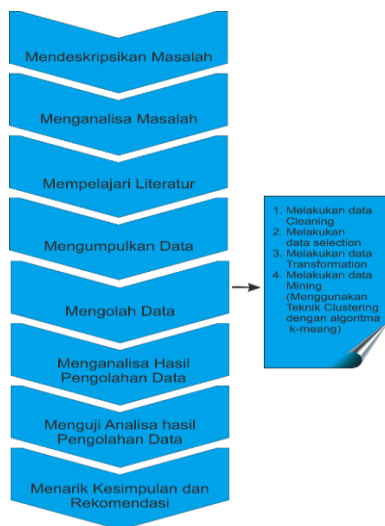 Mendeskripsikan Masalah
Menganalisa Masalah
Mempelajari Literatur
Mengumpulkan Data
Mengolah Data
Menganalisa Hasil
Pengolahan Data
Menguji Analisa hasil
Pengolahan Data
Menarik Kesimpulan dan
Rekomendasi
1. Melakukan data
Cleaning
2. Melakukan
data selection
3. Melakukan data
Transformation
4. Melakukan data
Mining
(Menggunakan
Teknik Clustering
dengan algoritma
k-meang)